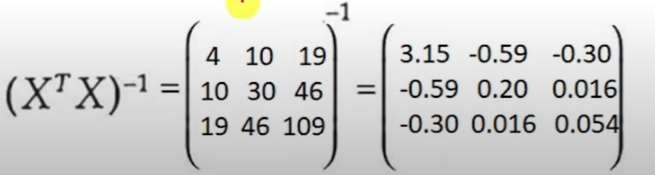 (XᵀX)⁻¹ = ( 4 10 19 )⁻¹ = ( 3.15 -0.59 -0.30 )
10 30 46 -0.59 0.20 0.016
19 46 109 -0.30 0.016 0.054